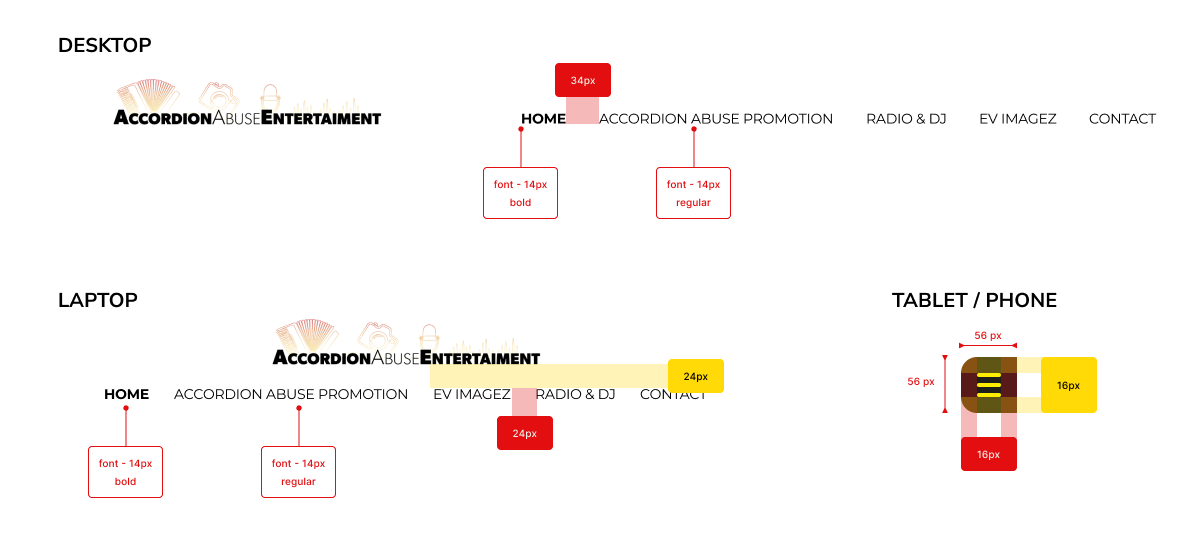 DESKTOP
34px
ACCORDIONABUSEENTERTAIMENT
HOME ACCORDION ABUSE PROMOTION RADIO & DJ EV IMAGEZ CONTACT
font - 14px
bold
font - 14px
regular
LAPTOP
ACCORDIONABUSEENTERTAIMENT
24px
HOME ACCORDION ABUSE PROMOTION EV IMAGEZ RADIO & DJ CONTACT
24px
font - 14px
bold
font - 14px
regular
TABLET / PHONE
56 px
56 px
16px
16px